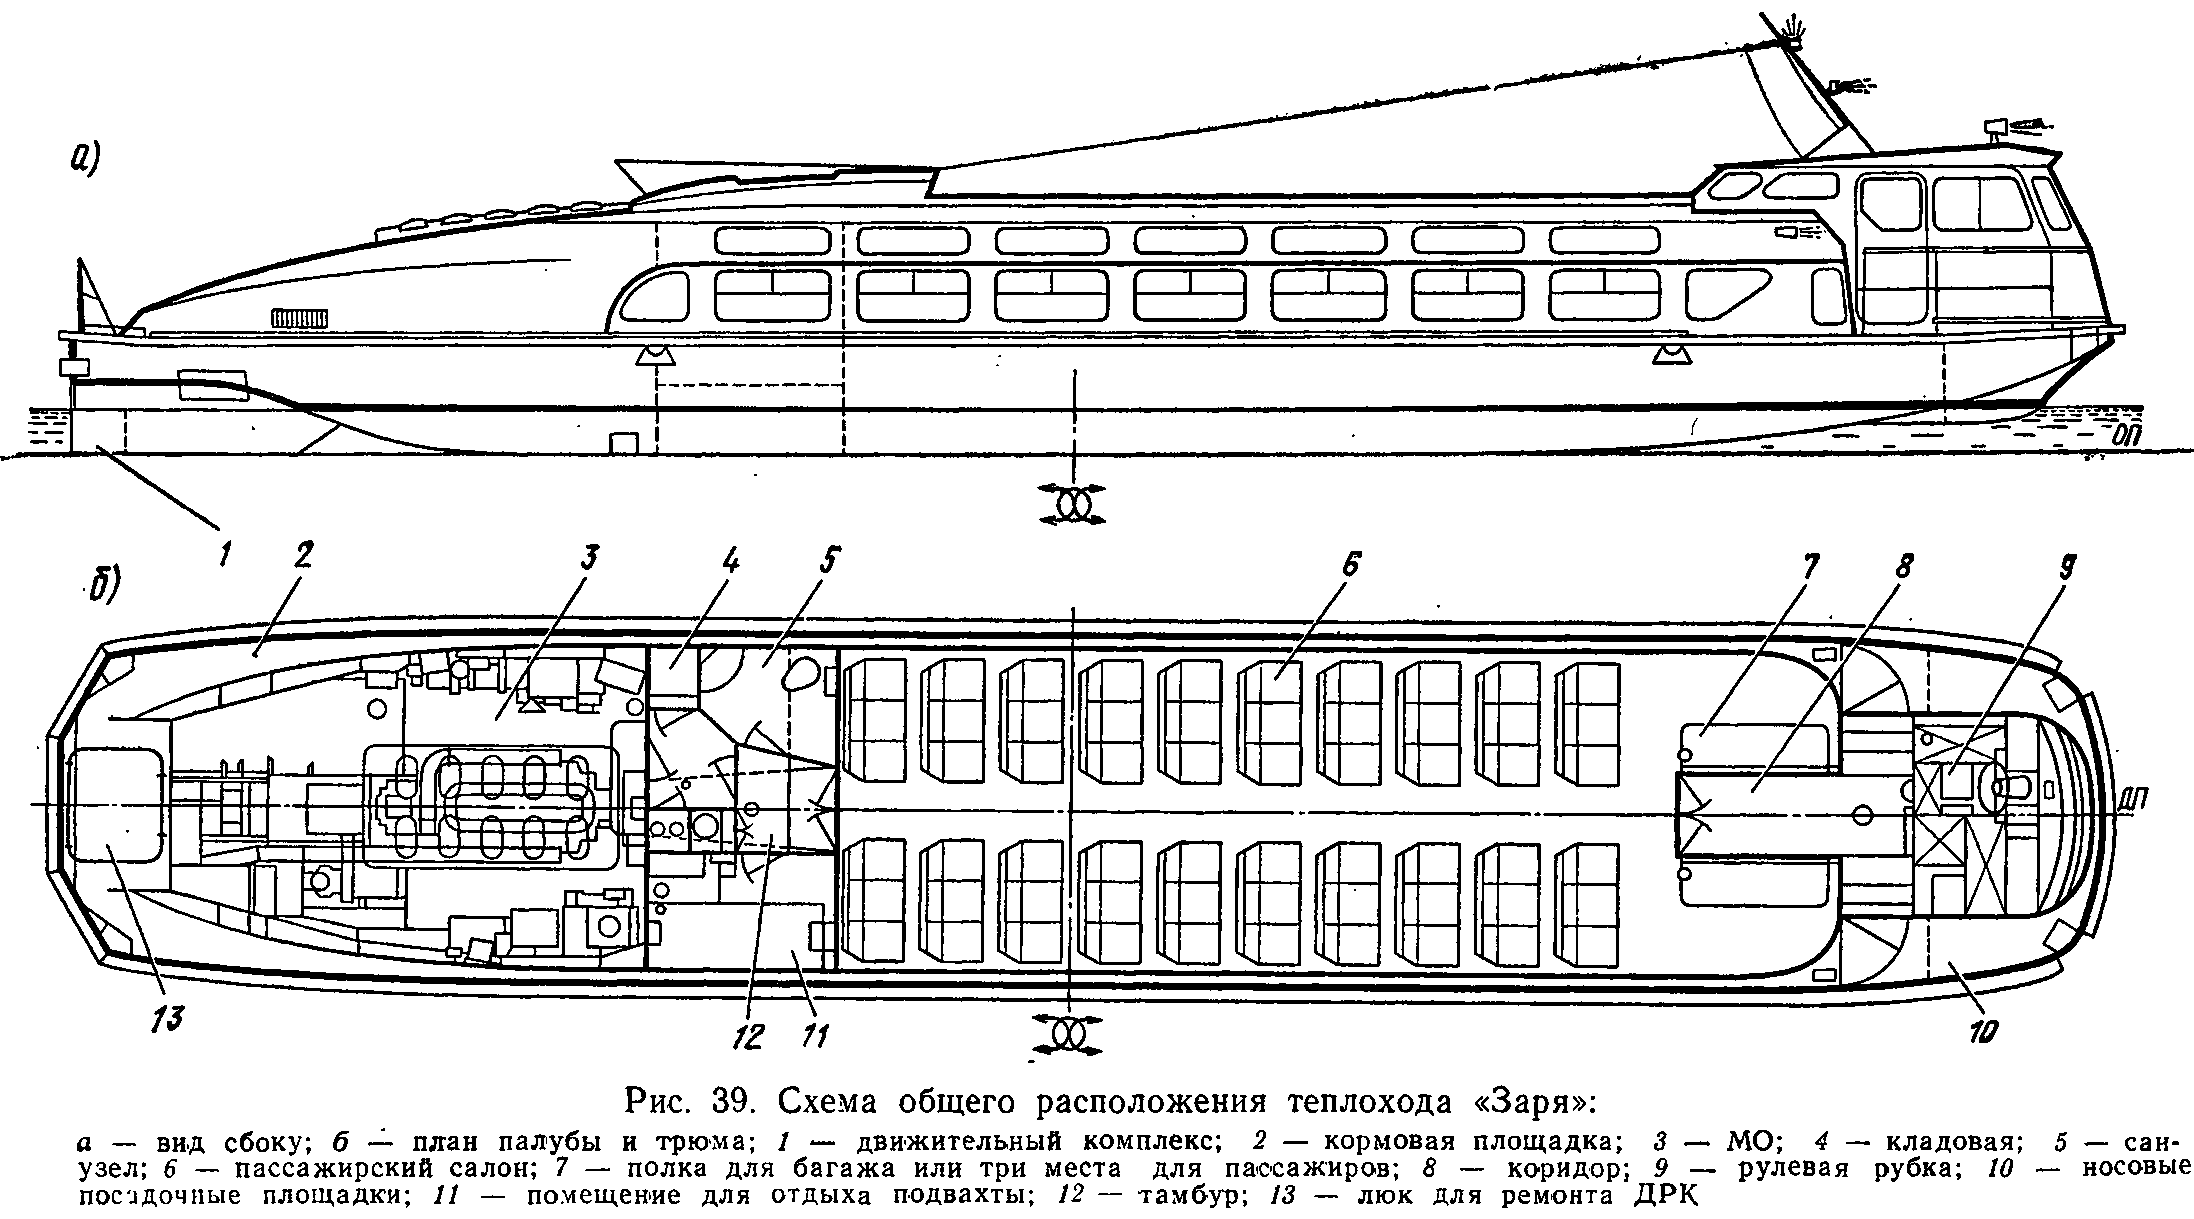 а)
ОП
1 2 3 4 5 6 7 8 9
б)
ДП
13 12 11 10
Рис. 39. Схема общего расположения теплохода «Заря»:
а — вид сбоку; б — план палубы и трюма; 1 — движительный комплекс; 2 — кормовая площадка; 3 — МО; 4 — кладовая; 5 — сан-
узел; 6 — пассажирский салон; 7 — полка для багажа или три места для пассажиров; 8 — коридор; 9 — рулевая рубка; 10 — носовые
посадочные площадки; 11 — помещение для отдыха подвахты; 12 — тамбур; 13 — люк для ремонта ДРК